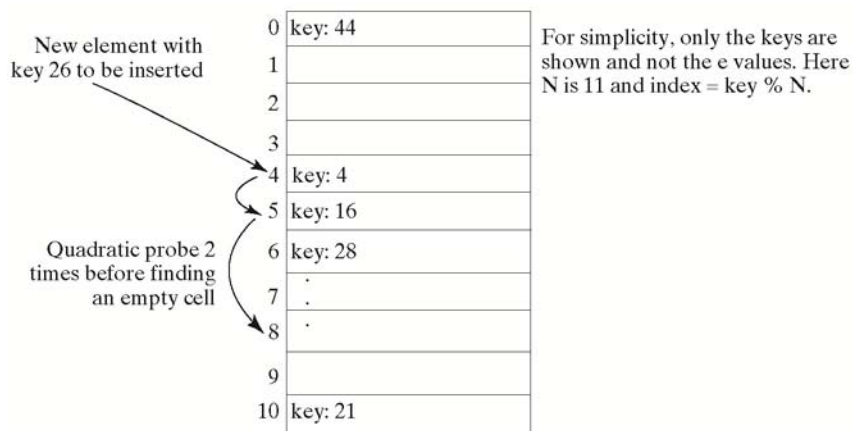 New element with
key 26 to be inserted
0 key: 44
1
2
3
4 key: 4
5 key: 16
6 key: 28
7
8
9
10 key: 21
Quadratic probe 2
times before finding
an empty cell
For simplicity, only the keys are
shown and not the e values. Here
N is 11 and index = key % N.